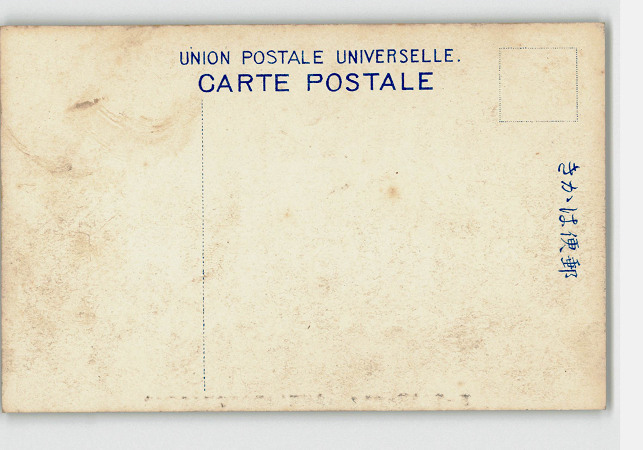 UNION POSTALE UNIVERSELLE.
CARTE POSTALE
きかは便郵